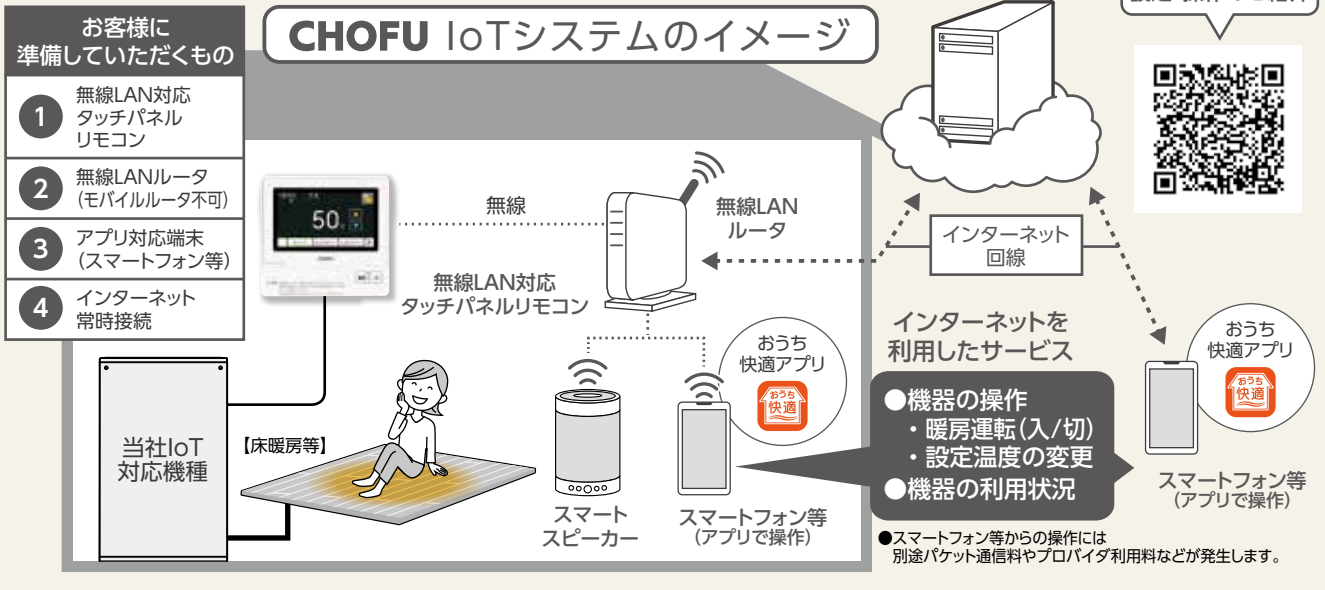 お客様に
準備していただくもの
1
無線LAN対応
タッチパネル
リモコン
2
無線LANルータ
(モバイルルータ不可)
3
アプリ対応端末
(スマートフォン等)
4
インターネット
常時接続
CHOFU IoTシステムのイメージ
50
無線
無線LAN
ルータ
無線LAN対応
タッチパネルリモコン
インターネット
回線
当社IoT
対応機種
【床暖房等】
スマート
スピーカー
おうち
快適アプリ
おうち
快適
スマートフォン等
(アプリで操作)
インターネットを
利用したサービス
●機器の操作
・暖房運転(入/切)
・設定温度の変更
●機器の利用状況
おうち
快適アプリ
おうち
快適
スマートフォン等
(アプリで操作)
●スマートフォン等からの操作には
別途パケット通信料やプロバイダ利用料などが発生します。